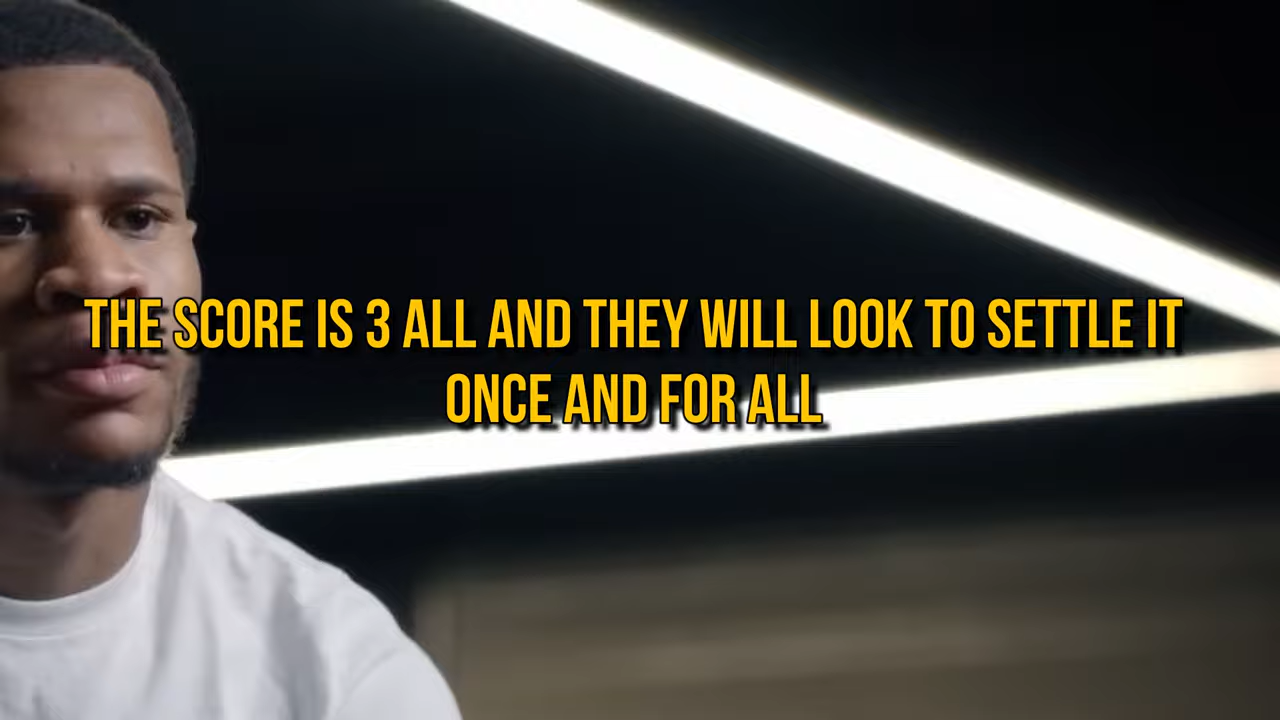 THE SCORE IS 3 ALL AND THEY WILL LOOK TO SETTLE IT
ONCE AND FOR ALL